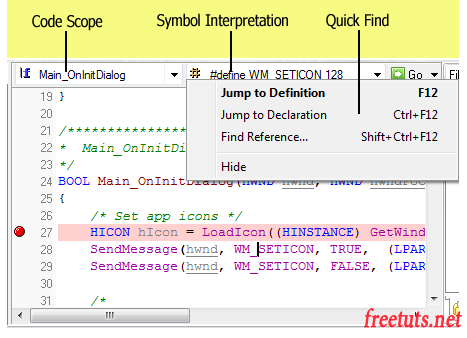 Code Scope Symbol Interpretation Quick Find
Main_OnInitDialog #define WM_SETICON 128 Go
Jump to Definition F12
Jump to Declaration Ctrl+F12
Find Reference... Shift+Ctrl+F12
Hide
19 }
20
21 /******************
22 * Main_OnInitDi
23 */
24 BOOL Main_OnInitDialog(HWND hwnd, HWND hwndFoc
25 {
26 /* Set app icons */
27 HICON hIcon = LoadIcon((HINSTANCE) GetWind
28 SendMessage(hwnd, WM_SETICON, TRUE, (LPAR
29 SendMessage(hwnd, WM_SETICON, FALSE, (LPAR
30
31 /*
freetuts.net